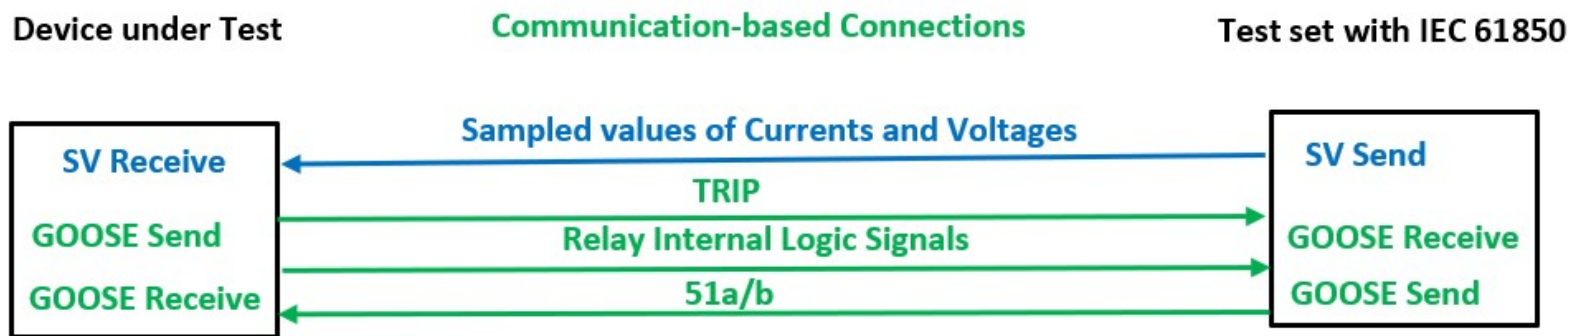 Device under Test
Communication-based Connections
Test set with IEC 61850
Sampled values of Currents and Voltages
SV Receive
SV Send
TRIP
GOOSE Send
Relay Internal Logic Signals
GOOSE Receive
GOOSE Receive
51a/b
GOOSE Send